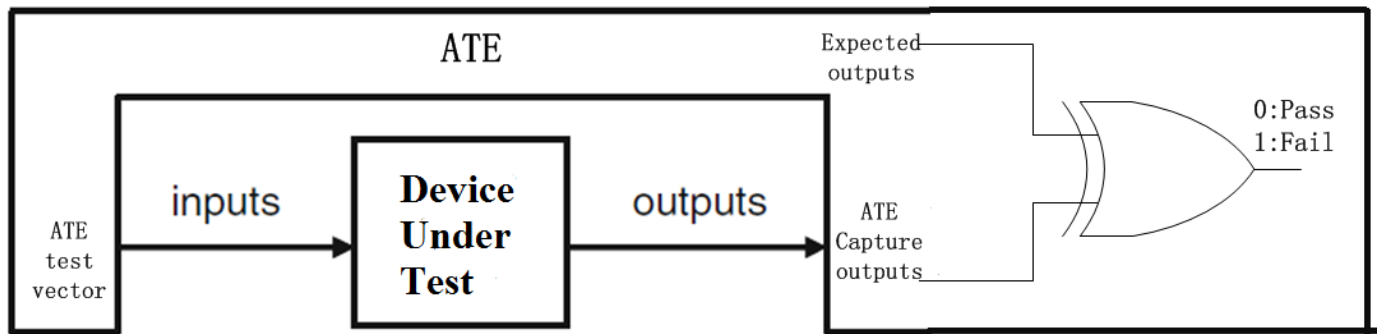 ATE
Expected
outputs
0:Pass
1:Fail
inputs
Device
Under
Test
outputs
ATE
test
vector
ATE
Capture
outputs